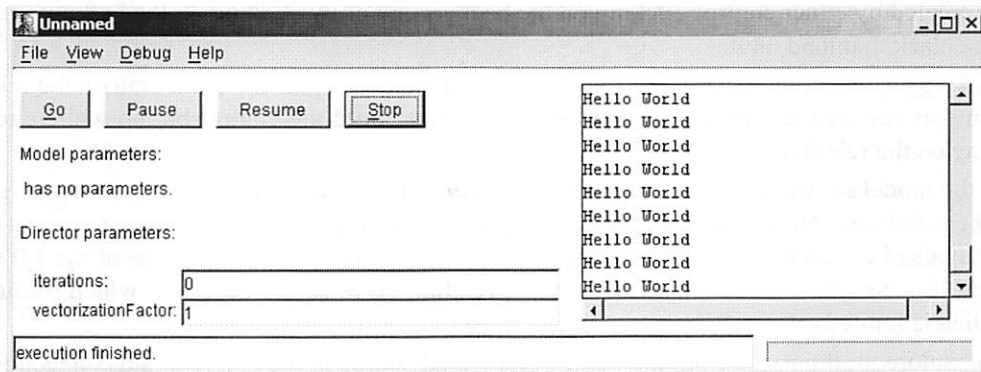 Unnamed
File View Debug Help
Go Pause Resume Stop
Model parameters:
has no parameters.
Director parameters:
iterations: 0
vectorizationFactor: 1
Hello World
Hello World
Hello World
Hello World
Hello World
Hello World
Hello World
Hello World
Hello World
execution finished.